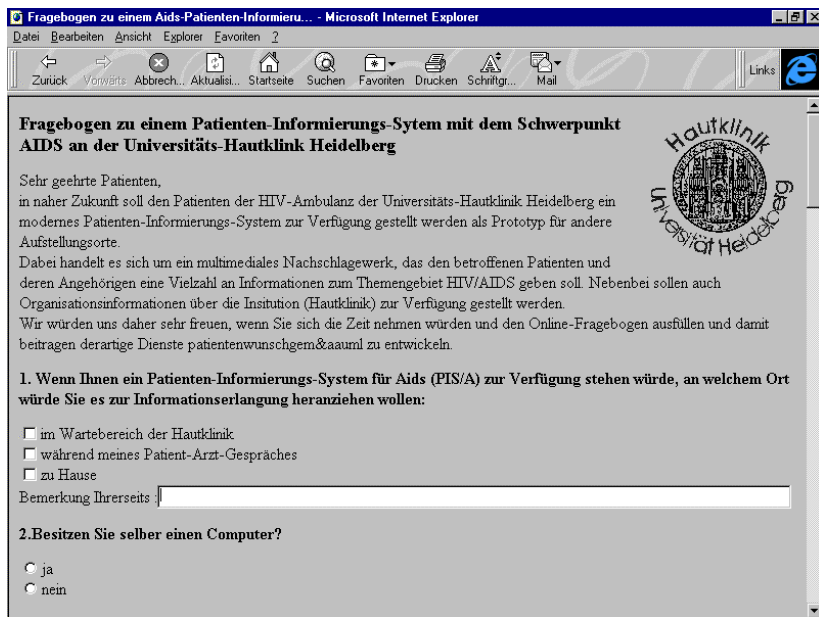 Fragebogen zu einem Aids-Patienten-Informieru... - Microsoft Internet Explorer
Datei Bearbeiten Ansicht Explorer Favoriten ?
Zurück Vorwärts Abbrech... Aktualisi... Startseite Suchen Favoriten Drucken Schriftgr... Mail Links
Fragebogen zu einem Patienten-Informierungs-Sytem mit dem Schwerpunkt
AIDS an der Universitäts-Hautklink Heidelberg
Hautklinik
Universität Heidelberg
Sehr geehrte Patienten,
in naher Zukunft soll den Patienten der HIV-Ambulanz der Universitäts-Hautklinik Heidelberg ein
modernes Patienten-Informierungs-System zur Verfügung gestellt werden als Prototyp für andere
Aufstellungsorte.
Dabei handelt es sich um ein multimediales Nachschlagewerk, das den betroffenen Patienten und
deren Angehörigen eine Vielzahl an Informationen zum Themengebiet HIV/AIDS geben soll. Nebenbei sollen auch
Organisationsinformationen über die Insitution (Hautklinik) zur Verfügung gestellt werden.
Wir würden uns daher sehr freuen, wenn Sie sich die Zeit nehmen würden und den Online-Fragebogen ausfüllen und damit
beitragen derartige Dienste patientenwunschgem&aauml zu entwickeln.
1. Wenn Ihnen ein Patienten-Informierungs-System für Aids (PIS/A) zur Verfügung stehen würde, an welchem Ort
würde Sie es zur Informationserlangung heranziehen wollen:
im Wartebereich der Hautklinik
während meines Patient-Arzt-Gespräches
zu Hause
Bemerkung Ihrerseits :
2.Besitzen Sie selber einen Computer?
ja
nein